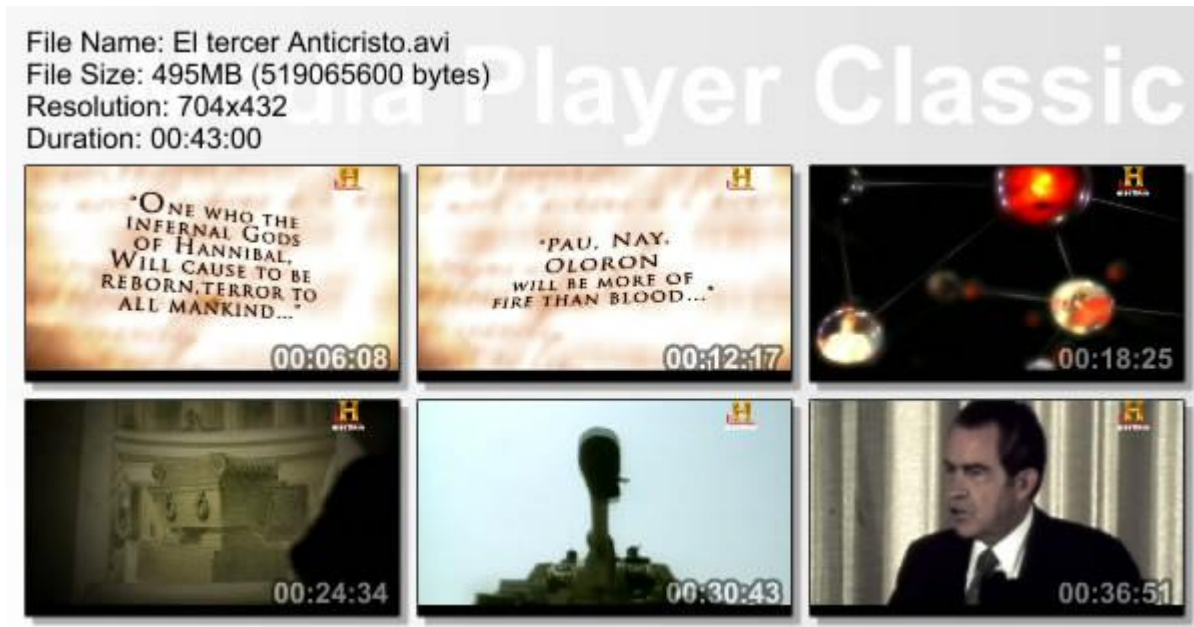 File Name: El tercer Anticristo.avi
File Size: 495MB (519065600 bytes)
Resolution: 704x432
Duration: 00:43:00
Player Classic
H
"ONE WHO THE
INFERNAL GODS
OF HANNIBAL,
WILL CAUSE TO BE
REBORN,TERROR TO
ALL MANKIND..."
00:06:08
H
"PAU, NAY,
OLORON
WILL BE MORE OF
FIRE THAN BLOOD..."
00:12:17
H
00:18:25
H
00:24:34
H
00:30:43
H
00:36:51